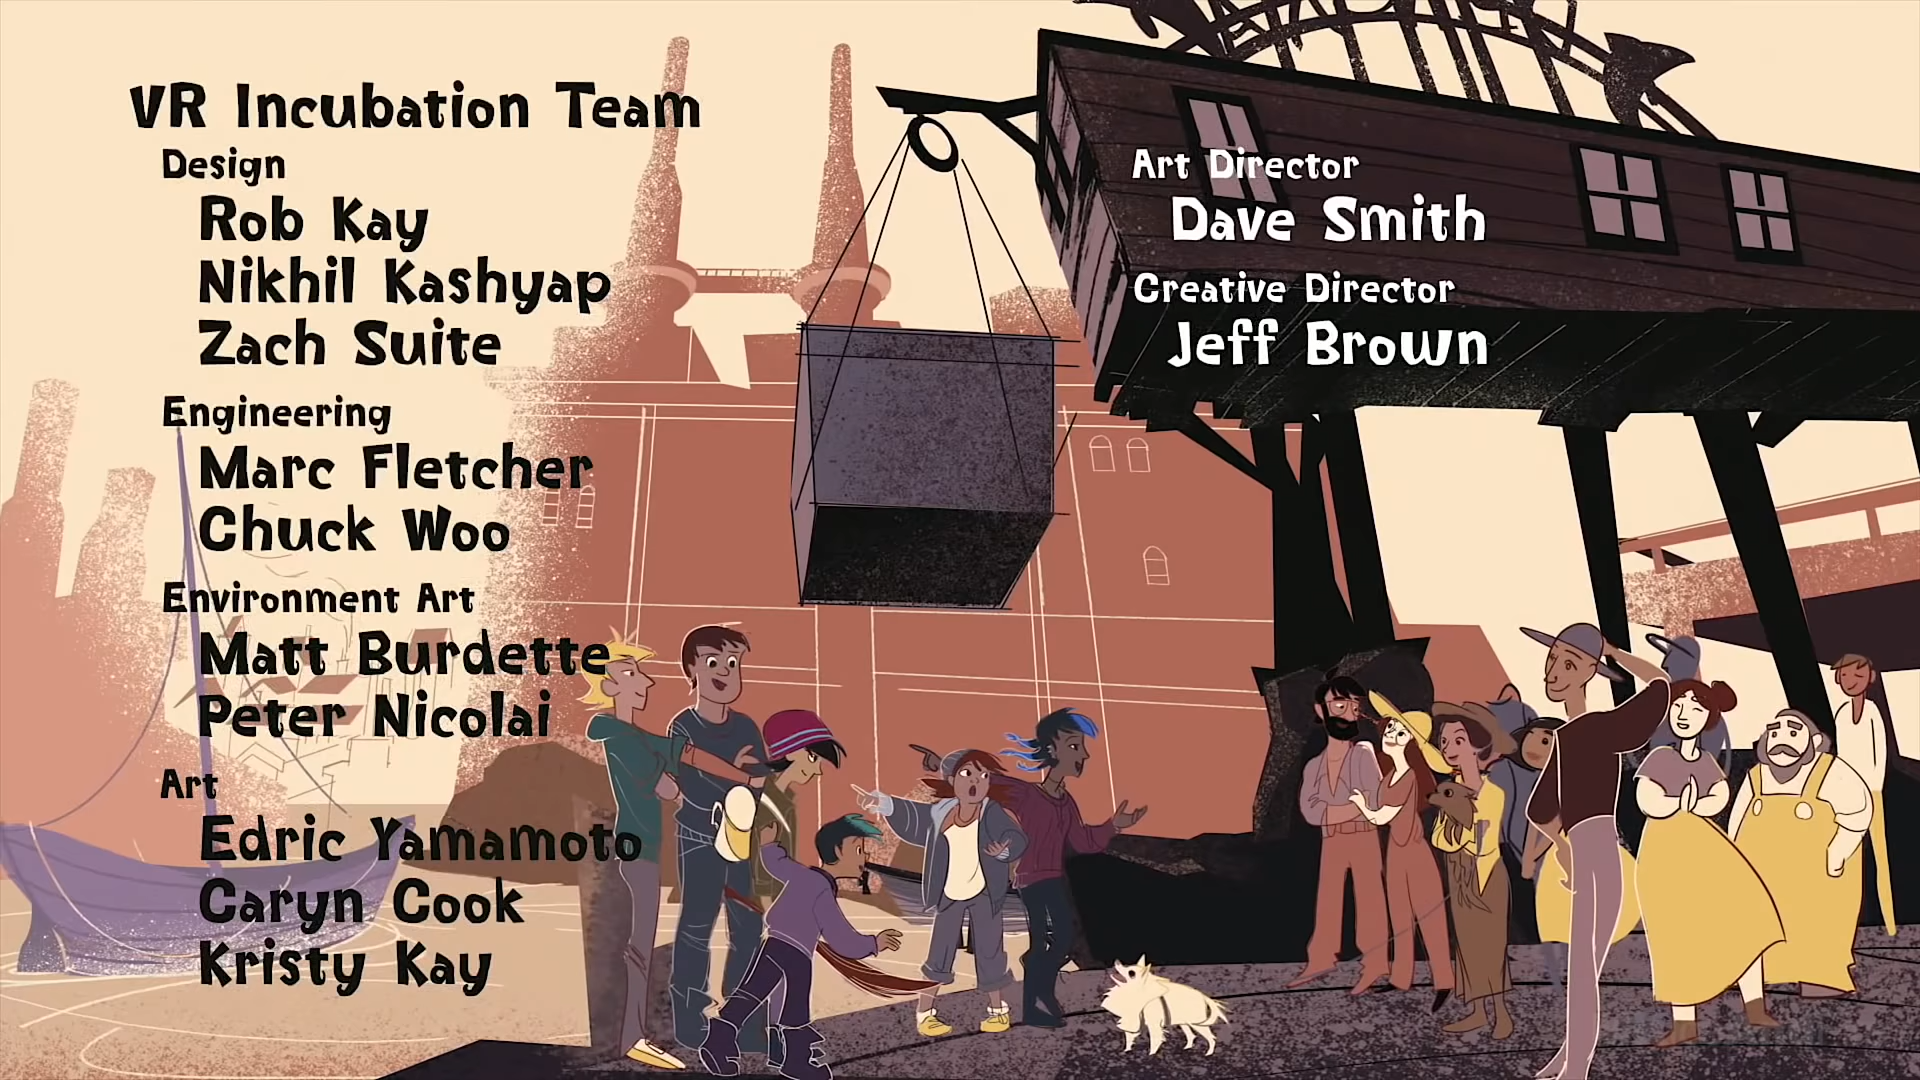 VR Incubation Team
Design
Rob Kay
Nikhil Kashyap
Zach Suite
Engineering
Marc Fletcher
Chuck Woo
Environment Art
Matt Burdette
Peter Nicolai
Art
Edric Yamamoto
Caryn Cook
Kristy Kay
Art Director
Dave Smith
Creative Director
Jeff Brown